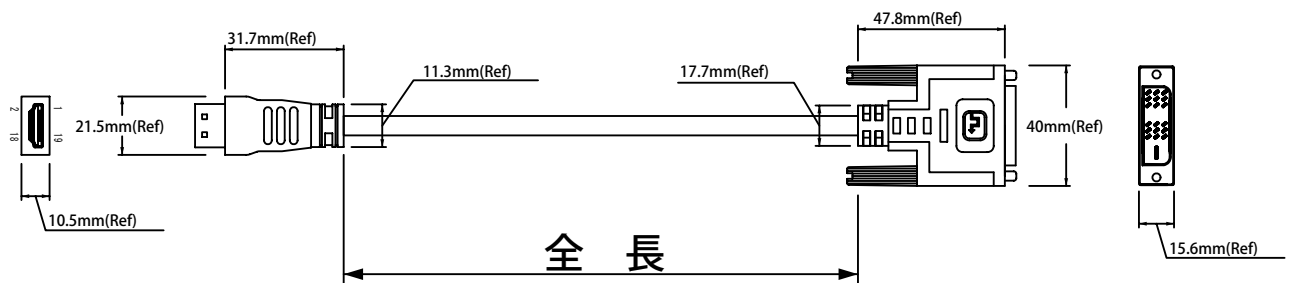 47.8mm(Ref)
31.7mm(Ref)
11.3mm(Ref)
17.7mm(Ref)
2
1
18
19
21.5mm(Ref)
40mm(Ref)
10.5mm(Ref)
全 長
15.6mm(Ref)